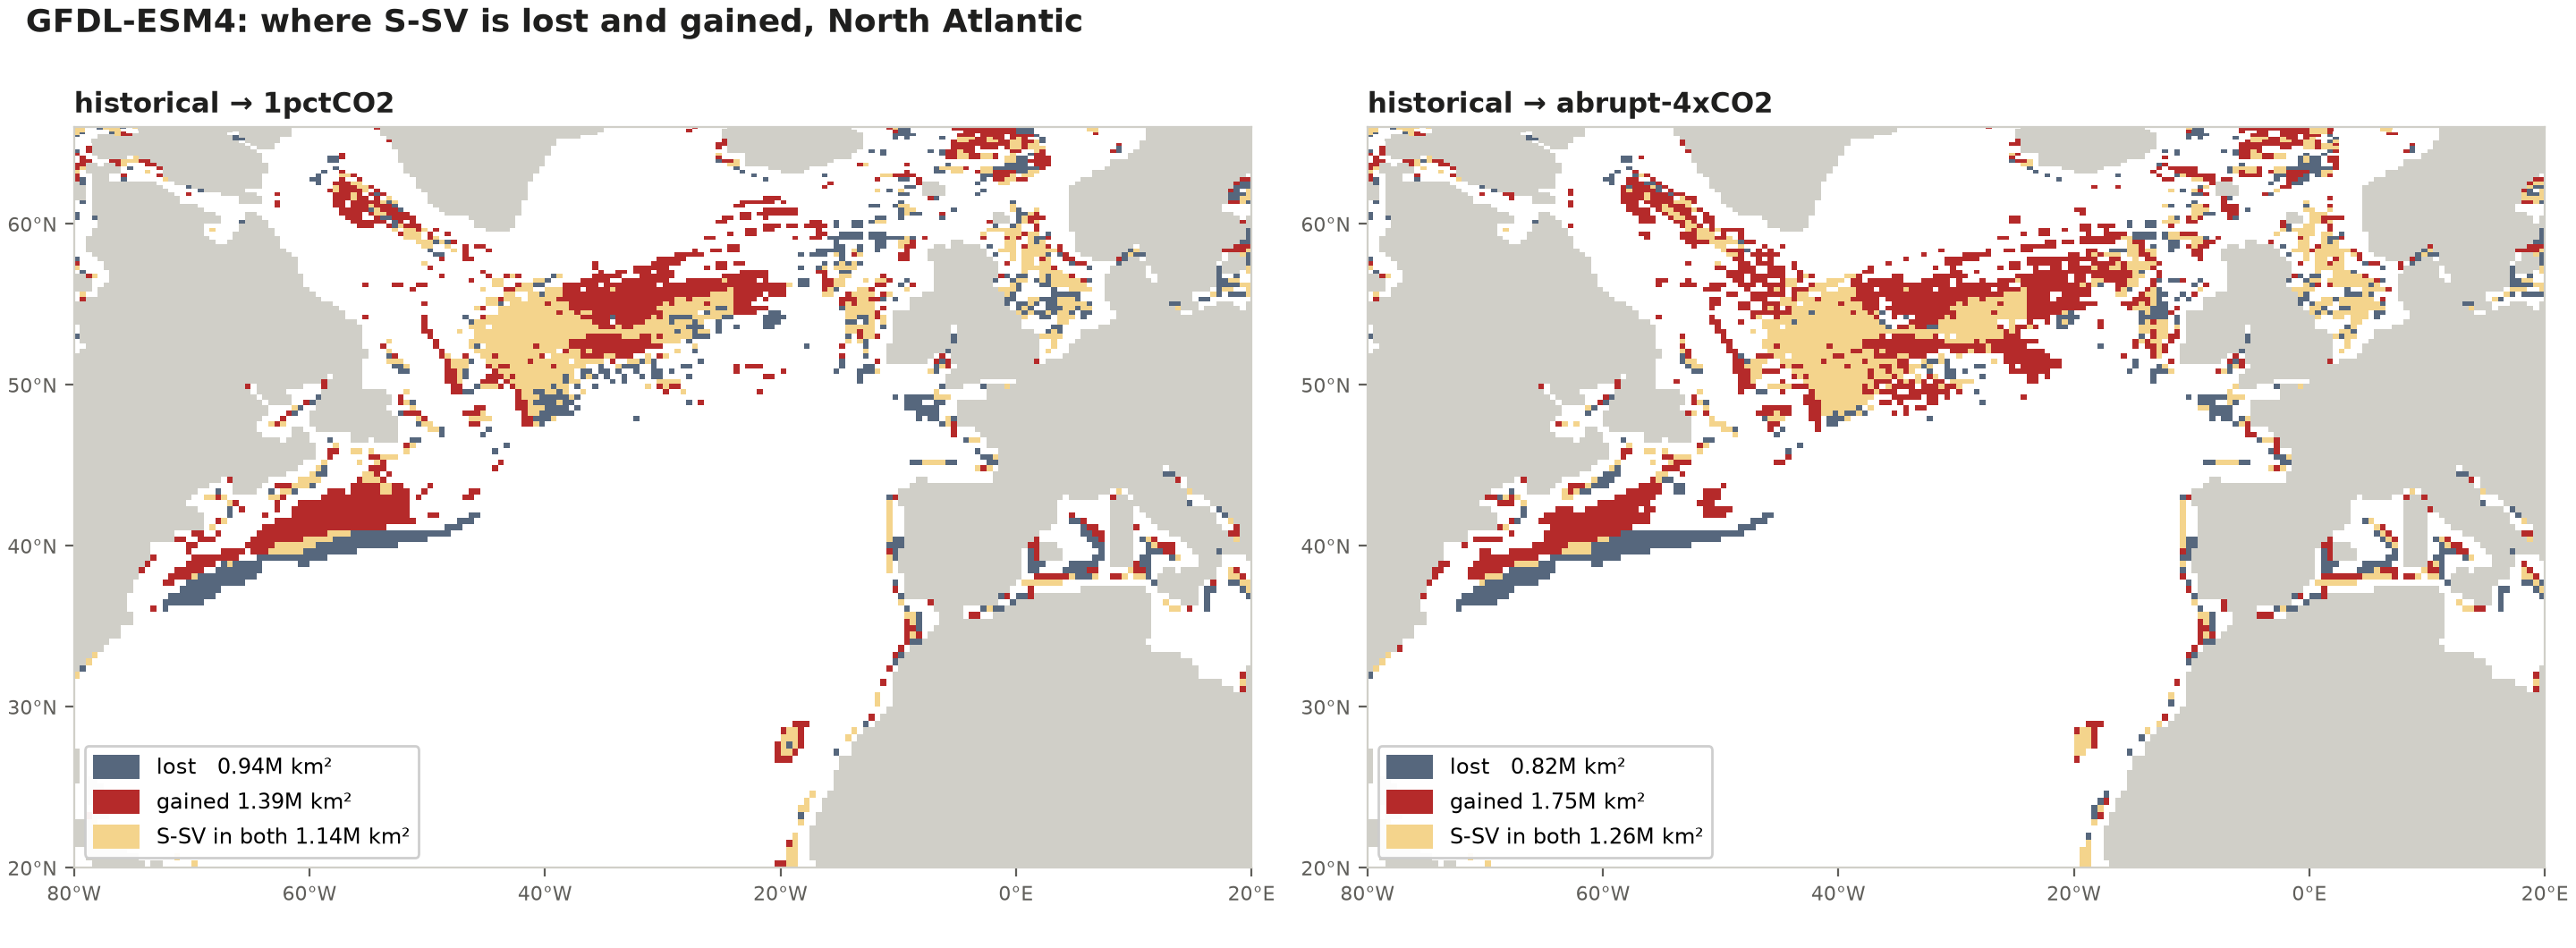 GFDL-ESM4: where S-SV is lost and gained, North Atlantic
historical → 1pctCO2
60°N
50°N
40°N
30°N
20°N
80°W 60°W 40°W 20°W 0°E 20°E
lost 0.94M km²
gained 1.39M km²
S-SV in both 1.14M km²
historical → abrupt-4xCO2
60°N
50°N
40°N
30°N
20°N
80°W 60°W 40°W 20°W 0°E 20°E
lost 0.82M km²
gained 1.75M km²
S-SV in both 1.26M km²